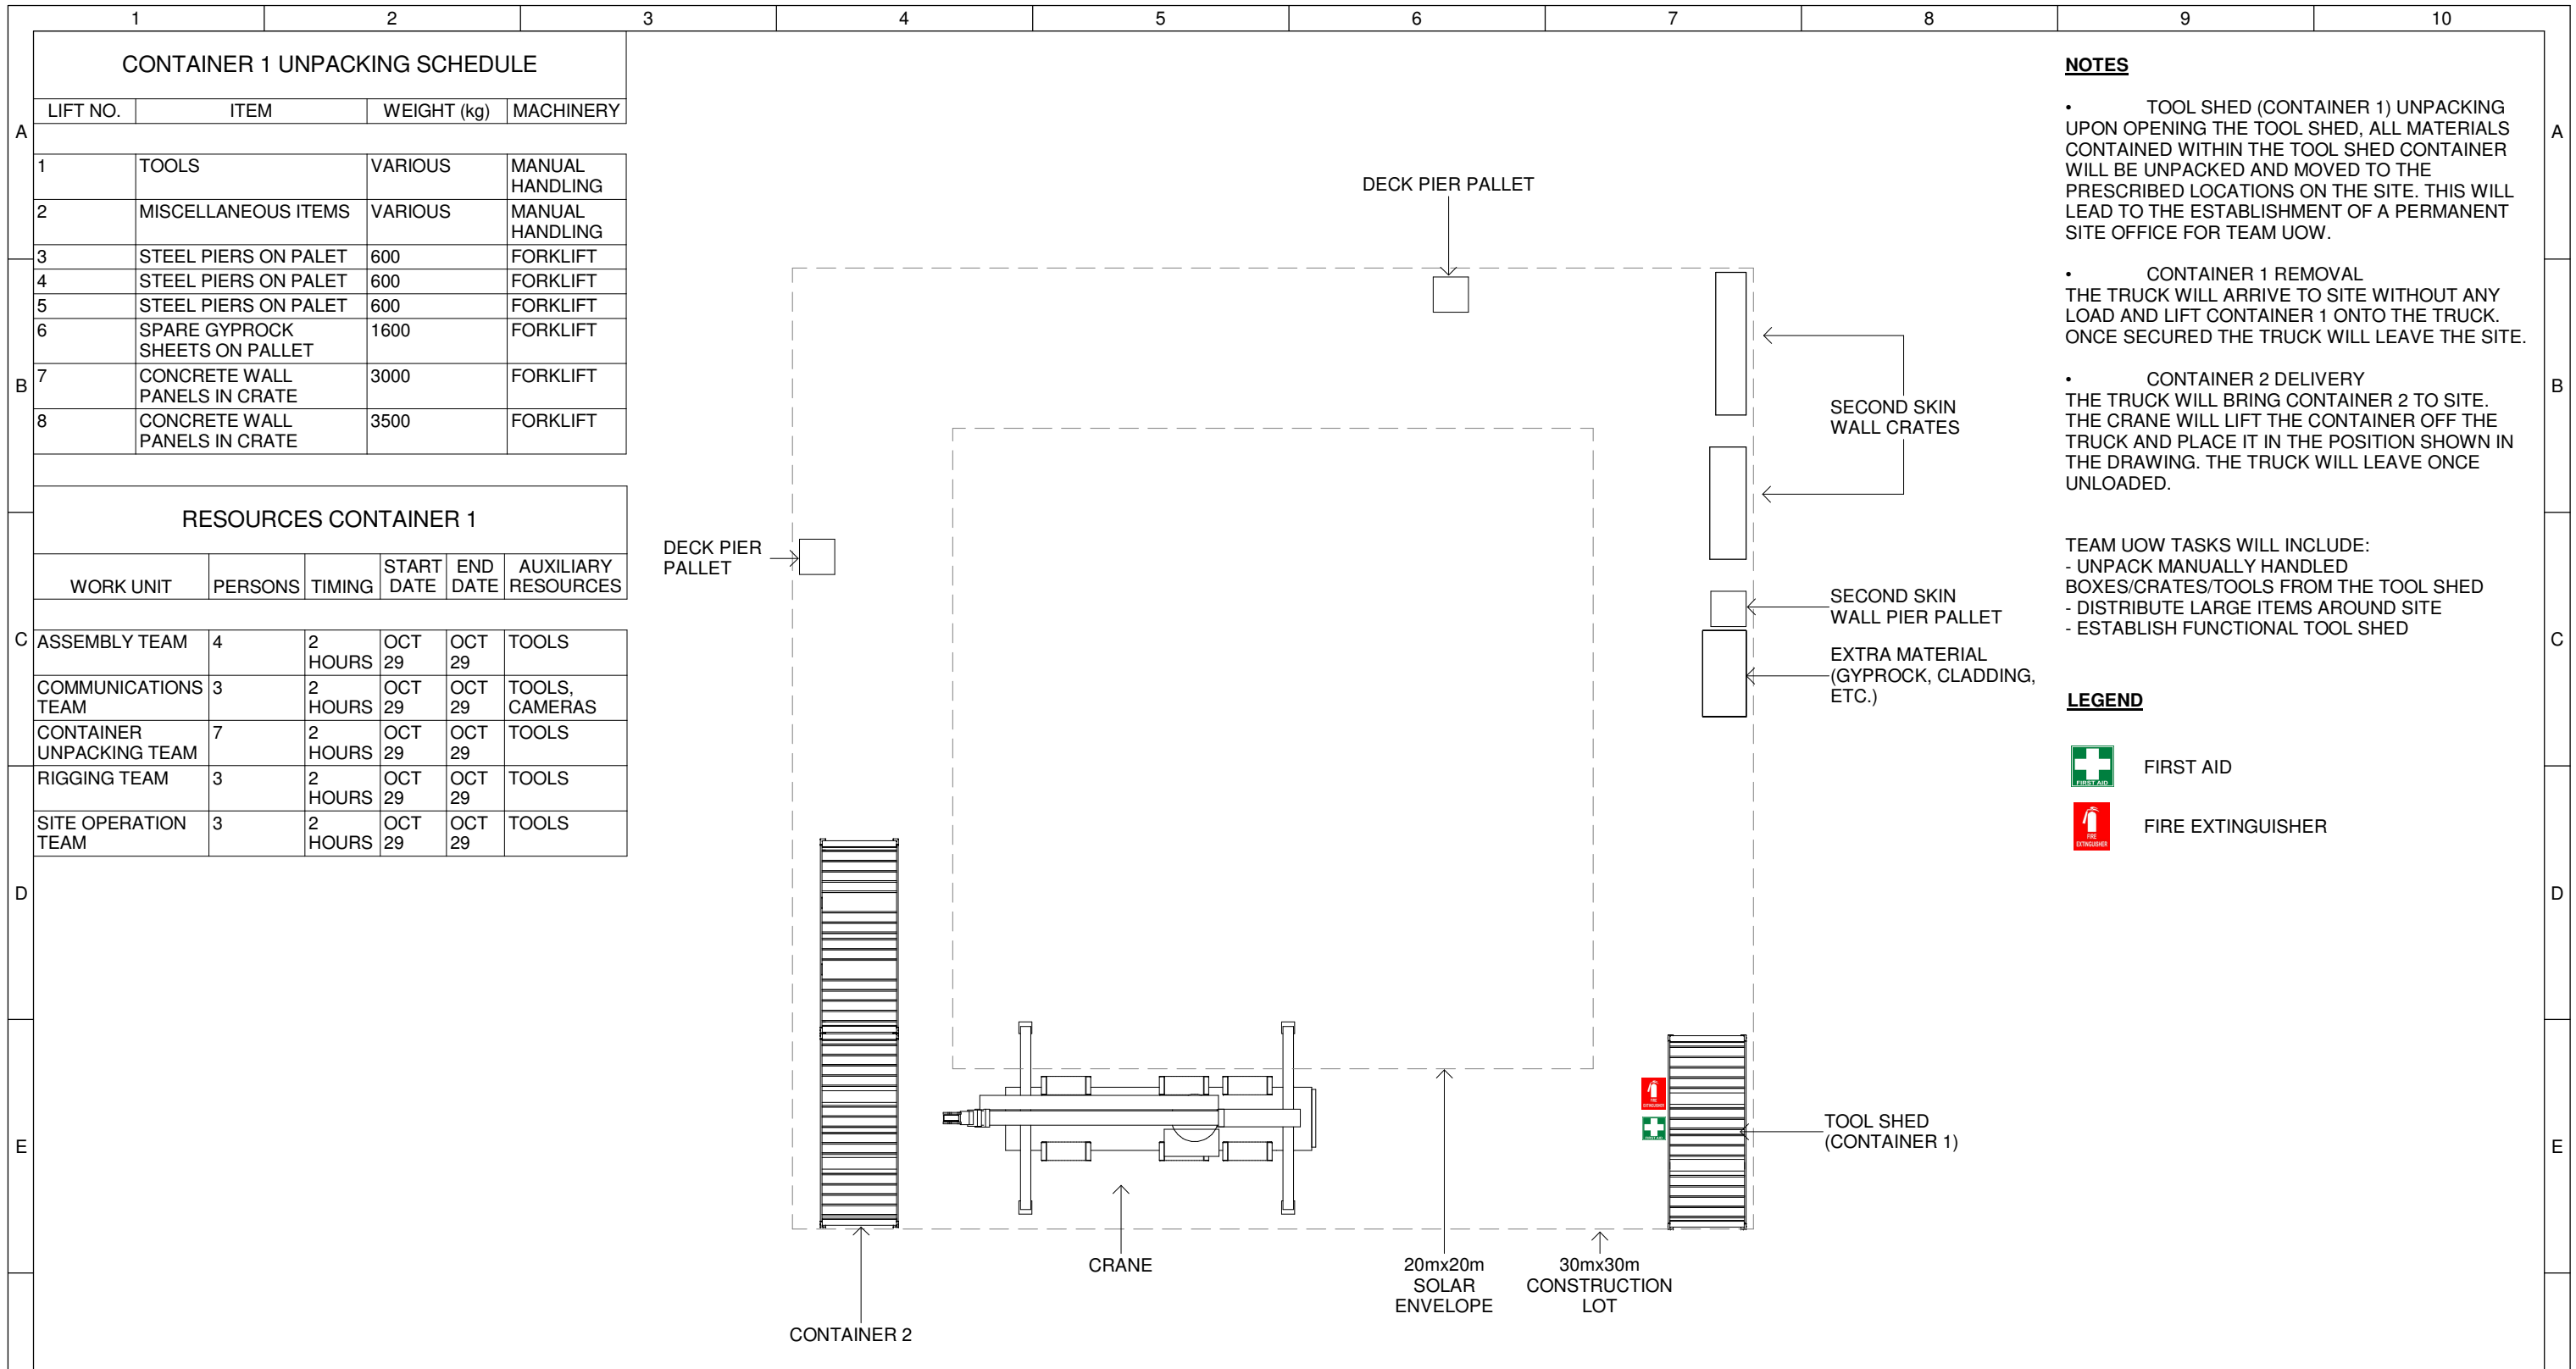 1 2 3 4 5 6 7 8 9 10
A
B
C
D
E
CONTAINER 1 UNPACKING SCHEDULE
LIFT NO. ITEM WEIGHT (kg) MACHINERY
1 TOOLS VARIOUS MANUAL
HANDLING
2 MISCELLANEOUS ITEMS VARIOUS MANUAL
HANDLING
3 STEEL PIERS ON PALET 600 FORKLIFT
4 STEEL PIERS ON PALET 600 FORKLIFT
5 STEEL PIERS ON PALET 600 FORKLIFT
6 SPARE GYPROCK 1600 FORKLIFT
SHEETS ON PALLET
7 CONCRETE WALL 3000 FORKLIFT
PANELS IN CRATE
8 CONCRETE WALL 3500 FORKLIFT
PANELS IN CRATE
RESOURCES CONTAINER 1
START END AUXILIARY
WORK UNIT PERSONS TIMING DATE DATE RESOURCES
ASSEMBLY TEAM 4 2 OCT OCT TOOLS
HOURS 29 29
COMMUNICATIONS 3 2 OCT OCT TOOLS,
TEAM HOURS 29 29 CAMERAS
CONTAINER 7 2 OCT OCT TOOLS
UNPACKING TEAM HOURS 29 29
RIGGING TEAM 3 2 OCT OCT TOOLS
HOURS 29 29
SITE OPERATION 3 2 OCT OCT TOOLS
TEAM HOURS 29 29
DECK PIER PALLET
DECK PIER
PALLET
SECOND SKIN
WALL CRATES
SECOND SKIN
WALL PIER PALLET
EXTRA MATERIAL
(GYPROCK, CLADDING,
ETC.)
FIRE
EXTINGUISHER
FIRST AID
TOOL SHED
(CONTAINER 1)
CRANE
20mx20m
SOLAR
ENVELOPE
30mx30m
CONSTRUCTION
LOT
CONTAINER 2
NOTES
• TOOL SHED (CONTAINER 1) UNPACKING
UPON OPENING THE TOOL SHED, ALL MATERIALS
CONTAINED WITHIN THE TOOL SHED CONTAINER
WILL BE UNPACKED AND MOVED TO THE
PRESCRIBED LOCATIONS ON THE SITE. THIS WILL
LEAD TO THE ESTABLISHMENT OF A PERMANENT
SITE OFFICE FOR TEAM UOW.
• CONTAINER 1 REMOVAL
THE TRUCK WILL ARRIVE TO SITE WITHOUT ANY
LOAD AND LIFT CONTAINER 1 ONTO THE TRUCK.
ONCE SECURED THE TRUCK WILL LEAVE THE SITE.
• CONTAINER 2 DELIVERY
THE TRUCK WILL BRING CONTAINER 2 TO SITE.
THE CRANE WILL LIFT THE CONTAINER OFF THE
TRUCK AND PLACE IT IN THE POSITION SHOWN IN
THE DRAWING. THE TRUCK WILL LEAVE ONCE
UNLOADED.
TEAM UOW TASKS WILL INCLUDE:
- UNPACK MANUALLY HANDLED
BOXES/CRATES/TOOLS FROM THE TOOL SHED
- DISTRIBUTE LARGE ITEMS AROUND SITE
- ESTABLISH FUNCTIONAL TOOL SHED
LEGEND
FIRST AID
FIRST AID
FIRE
EXTINGUISHER
FIRE EXTINGUISHER
A
B
C
D
E